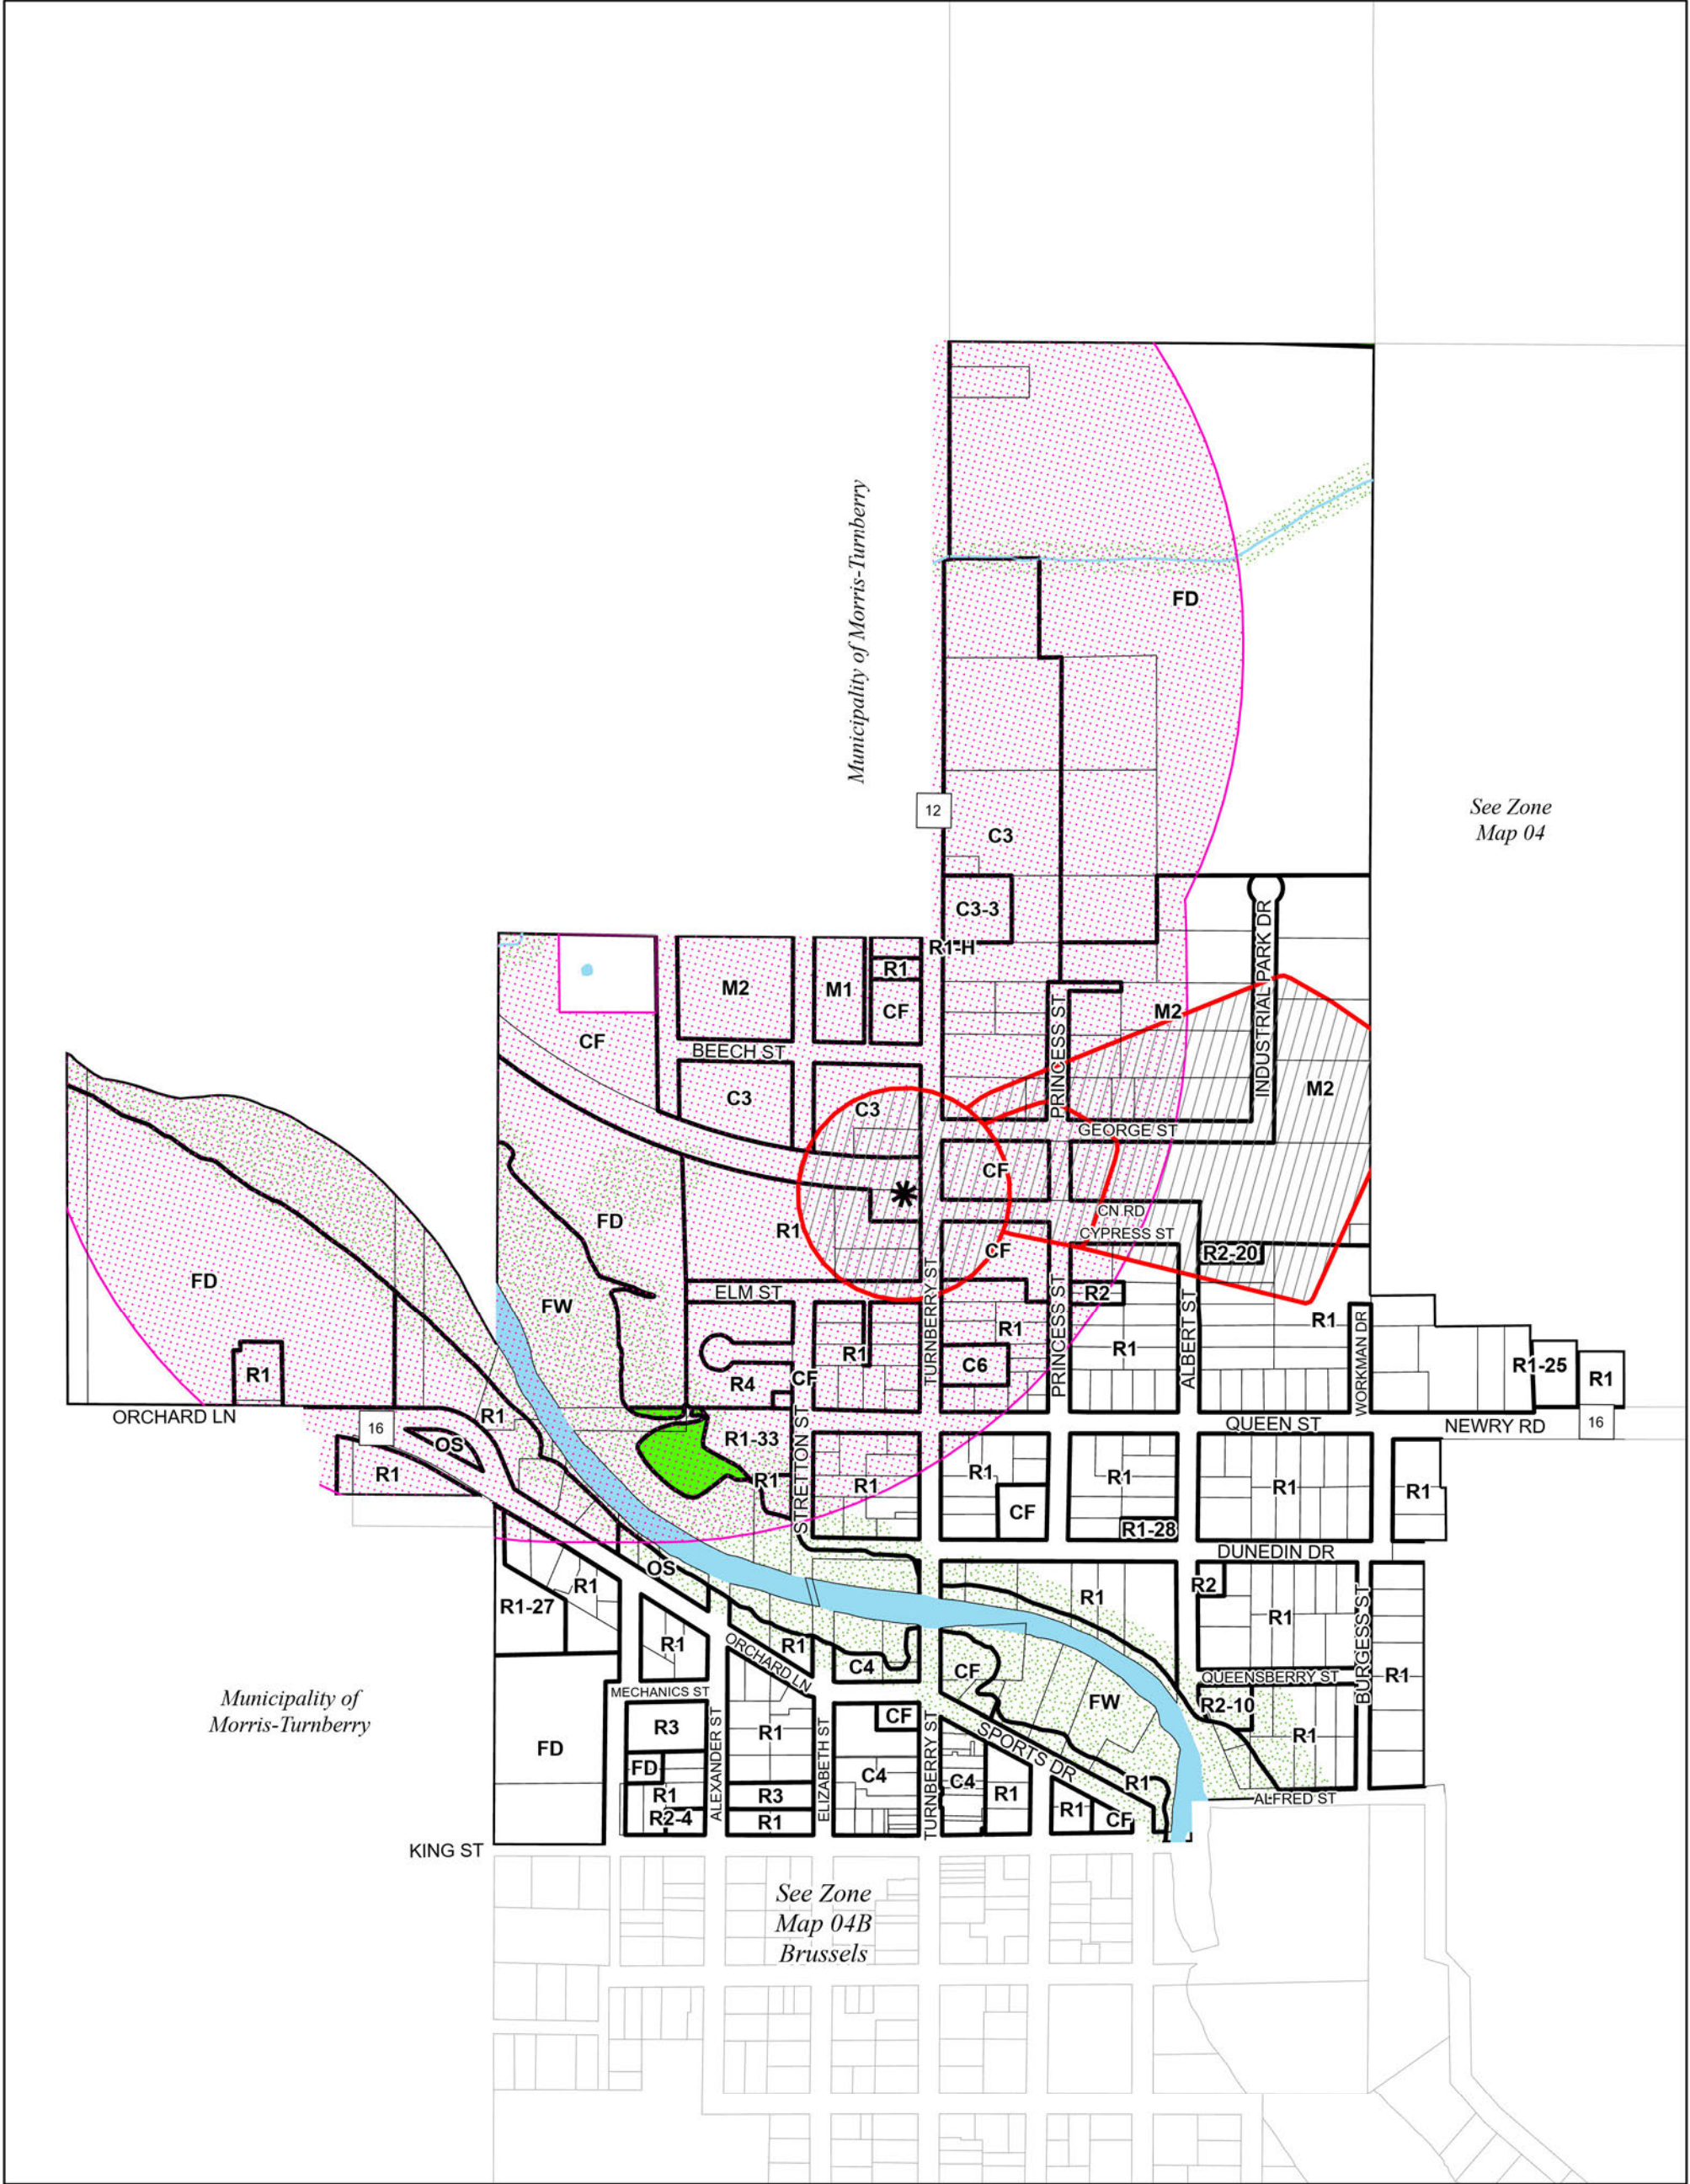 Municipality of Morris-Turnberry
FD
See Zone
Map 04
12
C3
C3-3
INDUSTRIAL PARK DR
R1-H
R1
M2
M1
CF
M2
PRINCESS ST
CF
BEECH ST
M2
C3
C3
GEORGE ST
CF
CN RD
FD
R1
CYPRESS ST
CF
R2-20
FD
ELM ST
TURNBERRY ST
PRINCESS ST
R2
ALBERT ST
FW
R1
R1
WORKMAN DR
R1
R1
C6
R1-25
R1
R1
R4
CF
ORCHARD LN
R1
QUEEN ST
NEWRY RD
16
16
OS
R1-33
STRETTON ST
R1
R1
R1
R1
R1
R1
R1
CF
R1-28
DUNEDIN DR
OS
R1
R1-27
R1
R2
R1
BURGESS ST
R1
ORCHARD LN
R1
C4
CF
QUEENSBERRY ST
R1
MECHANICS ST
FW
R2-10
Municipality of
Morris-Turnberry
R3
ALEXANDER ST
R1
ELIZABETH ST
CF
TURNBERRY ST
SPORTS DR
R1
FD
FD
C4
C4
R1
R1
R3
R1
ALFRED ST
R2-4
R1
R1
CF
KING ST
See Zone
Map 04B
Brussels